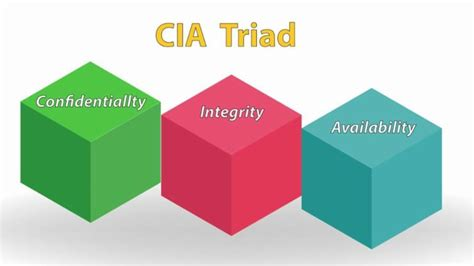 CIA Triad
Confidentiallty
Integrity
Availability